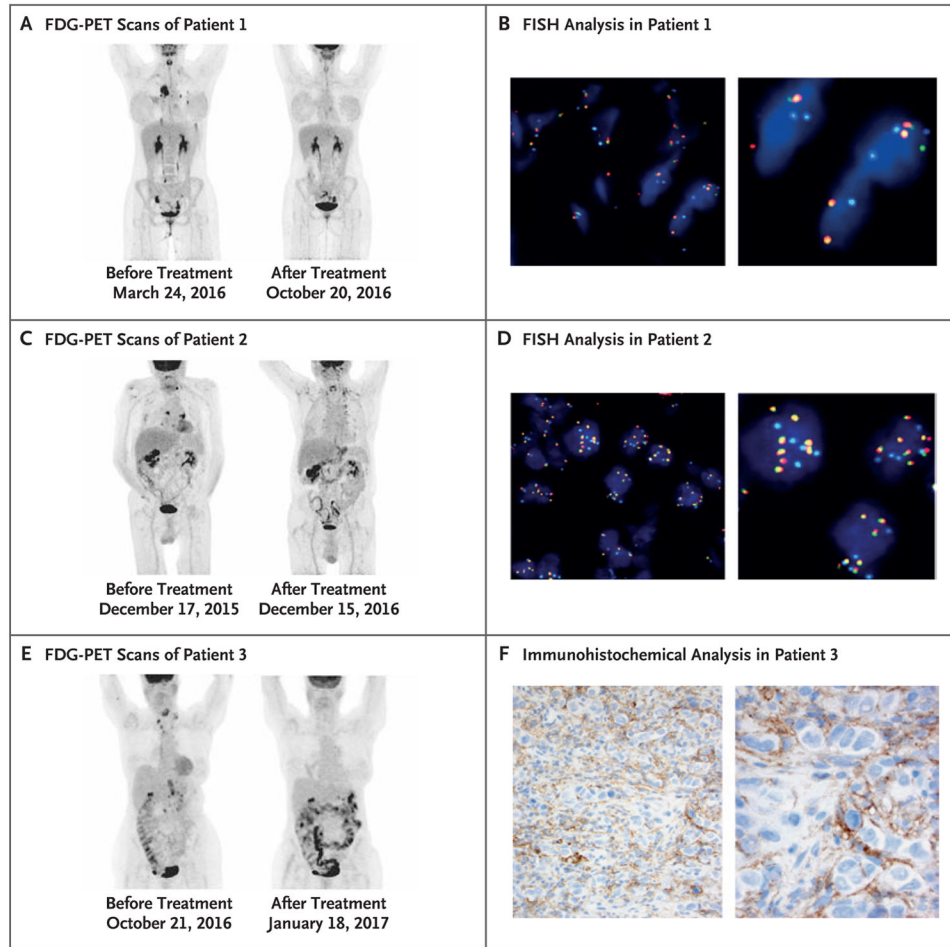 A FDG-PET Scans of Patient 1
Before Treatment
March 24, 2016
After Treatment
October 20, 2016
B FISH Analysis in Patient 1
C FDG-PET Scans of Patient 2
Before Treatment
December 17, 2015
After Treatment
December 15, 2016
D FISH Analysis in Patient 2
E FDG-PET Scans of Patient 3
Before Treatment
October 21, 2016
After Treatment
January 18, 2017
F Immunohistochemical Analysis in Patient 3